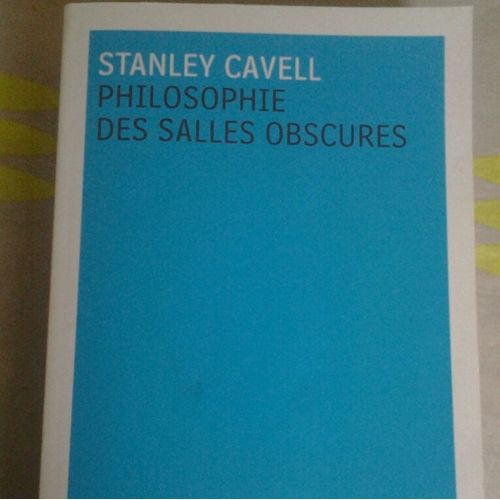 STANLEY CAVELL
PHILOSOPHIE
DES SALLES OBSCURES